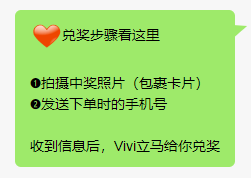 兑奖步骤看这里
❶拍摄中奖照片（包裹卡片）
❷发送下单时的手机号
收到信息后，Vivi立马给你兑奖